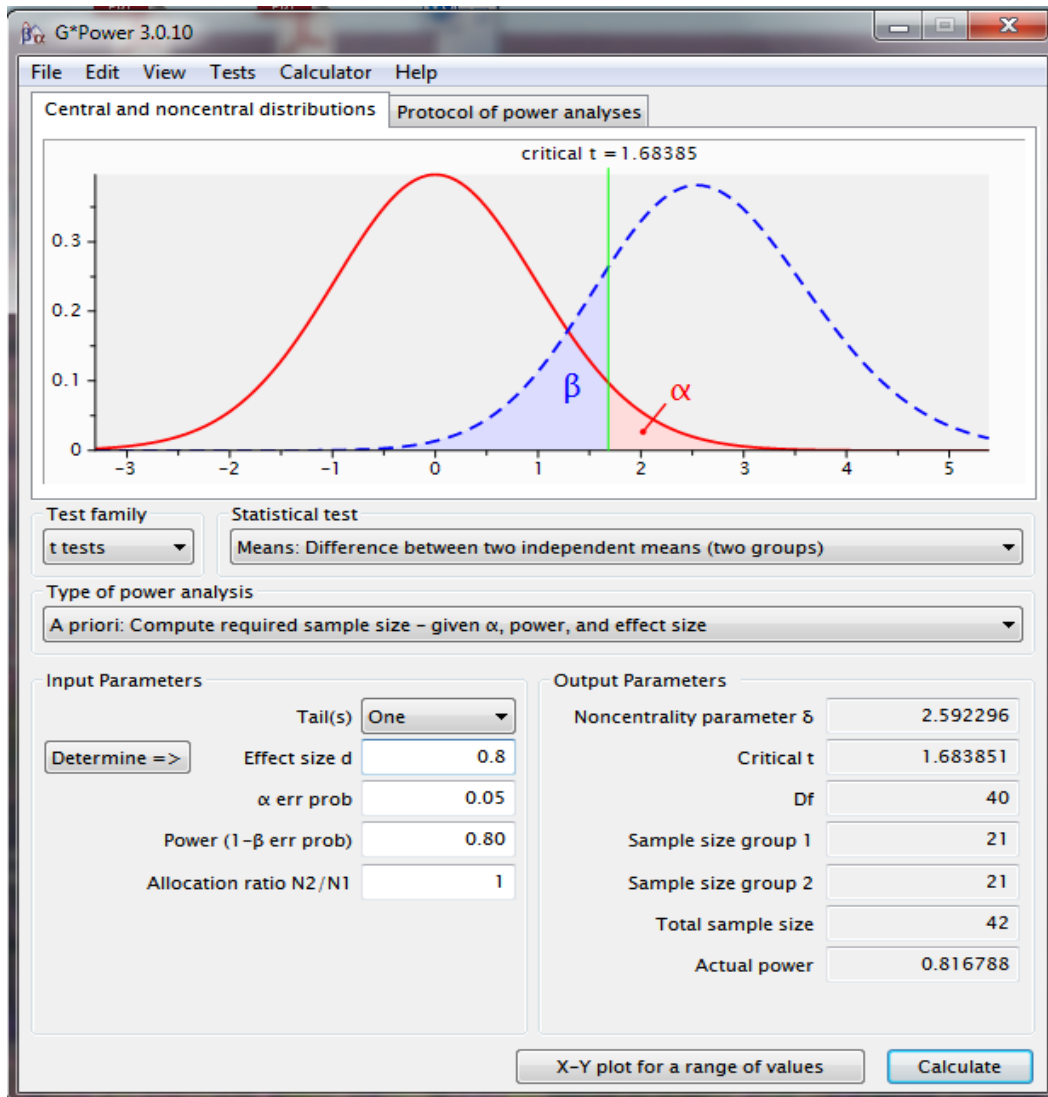 G*Power 3.0.10
File Edit View Tests Calculator Help
Central and noncentral distributions Protocol of power analyses
critical t = 1.68385
0.3
0.2
0.1
0
β
α
-3 -2 -1 0 1 2 3 4 5
Test family Statistical test
t tests Means: Difference between two independent means (two groups)
Type of power analysis
A priori: Compute required sample size - given α, power, and effect size
Input Parameters Output Parameters
Tail(s) One Noncentrality parameter δ 2.592296
Determine => Effect size d 0.8 Critical t 1.683851
α err prob 0.05 Df 40
Power (1-β err prob) 0.80 Sample size group 1 21
Allocation ratio N2/N1 1 Sample size group 2 21
Total sample size 42
Actual power 0.816788
X-Y plot for a range of values Calculate